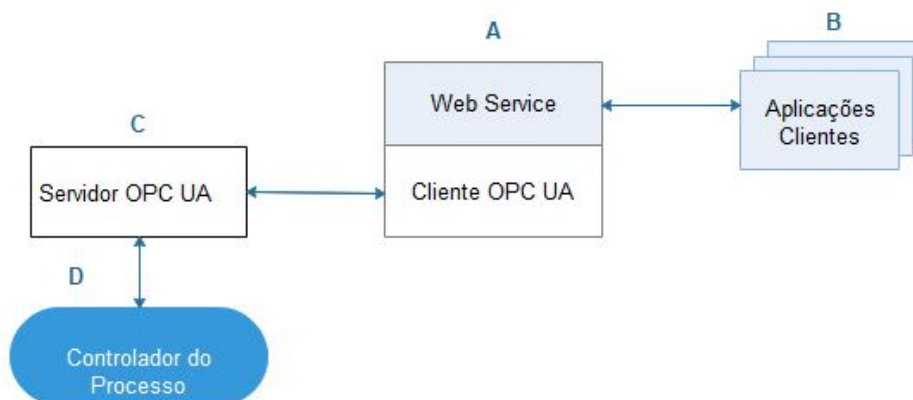 A
B
Web Service
Aplicações
Clientes
C
Servidor OPC UA
Cliente OPC UA
D
Controlador do
Processo